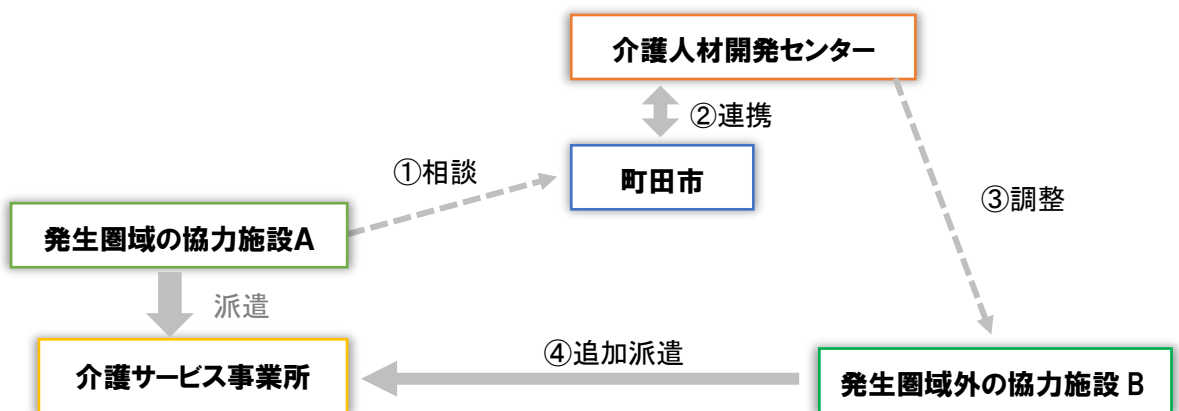 介護人材開発センター
②連携
①相談
町田市
③調整
発生圏域の協力施設A
派遣
④追加派遣
介護サービス事業所
発生圏域外の協力施設 B